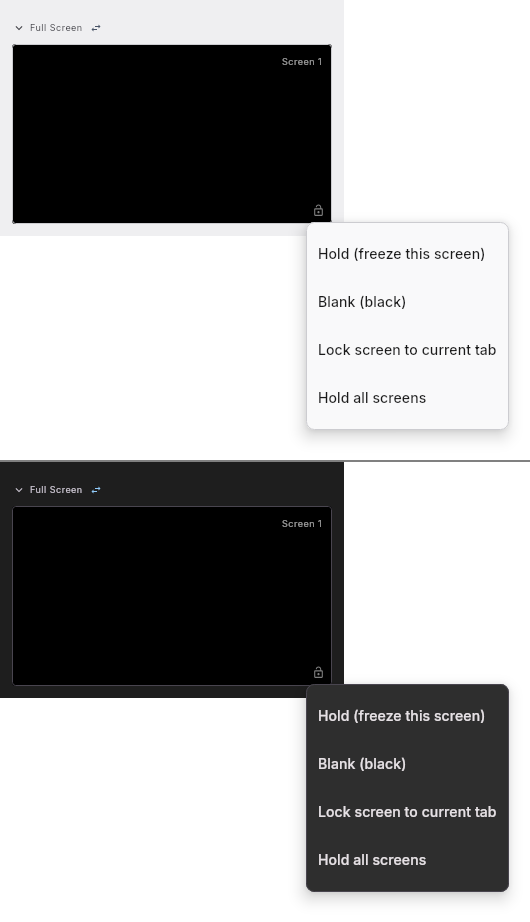 Full Screen
Screen 1
Hold (freeze this screen)
Blank (black)
Lock screen to current tab
Hold all screens
Full Screen
Screen 1
Hold (freeze this screen)
Blank (black)
Lock screen to current tab
Hold all screens